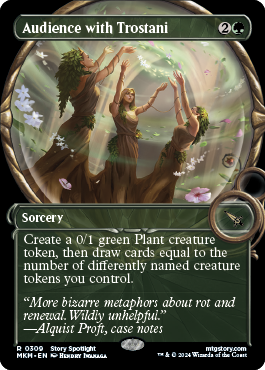 Audience with Trostani 2
Sorcery
Create a 0/1 green Plant creature
token, then draw cards equal to the
number of differently named creature
tokens you control.
“More bizarre metaphors about rot and
renewal. Wildly unhelpful.”
—Alquist Proft, case notes
R 0309 Story Spotlight mtgstory.com
MKM • EN Hendry Iwanaga ™ & © 2024 Wizards of the Coast